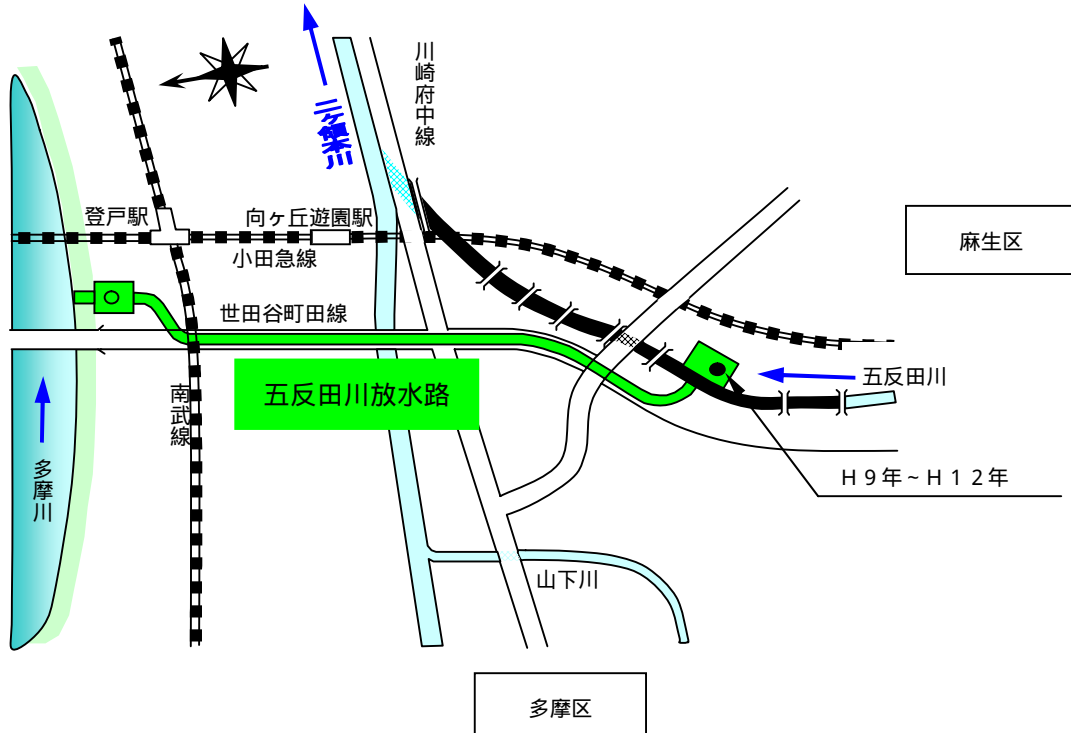 川崎府中線
二ヶ領本川
登戸駅
向ヶ丘遊園駅
小田急線
麻生区
世田谷町田線
五反田川放水路
五反田川
南武線
多摩川
H9年~H12年
山下川
多摩区